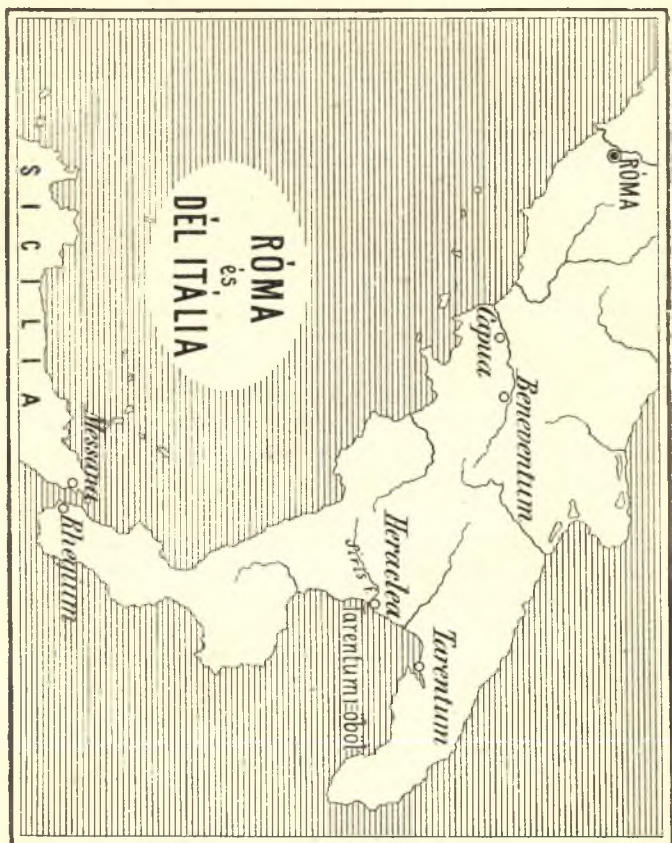 RÓMA
és
DÉL ITÁLIA
RÓMA
Capua
Beneventum
Heraclea
Siris f.
Tarentum
Tarentumi=öböl
SICILIA
Messana
Rhegium